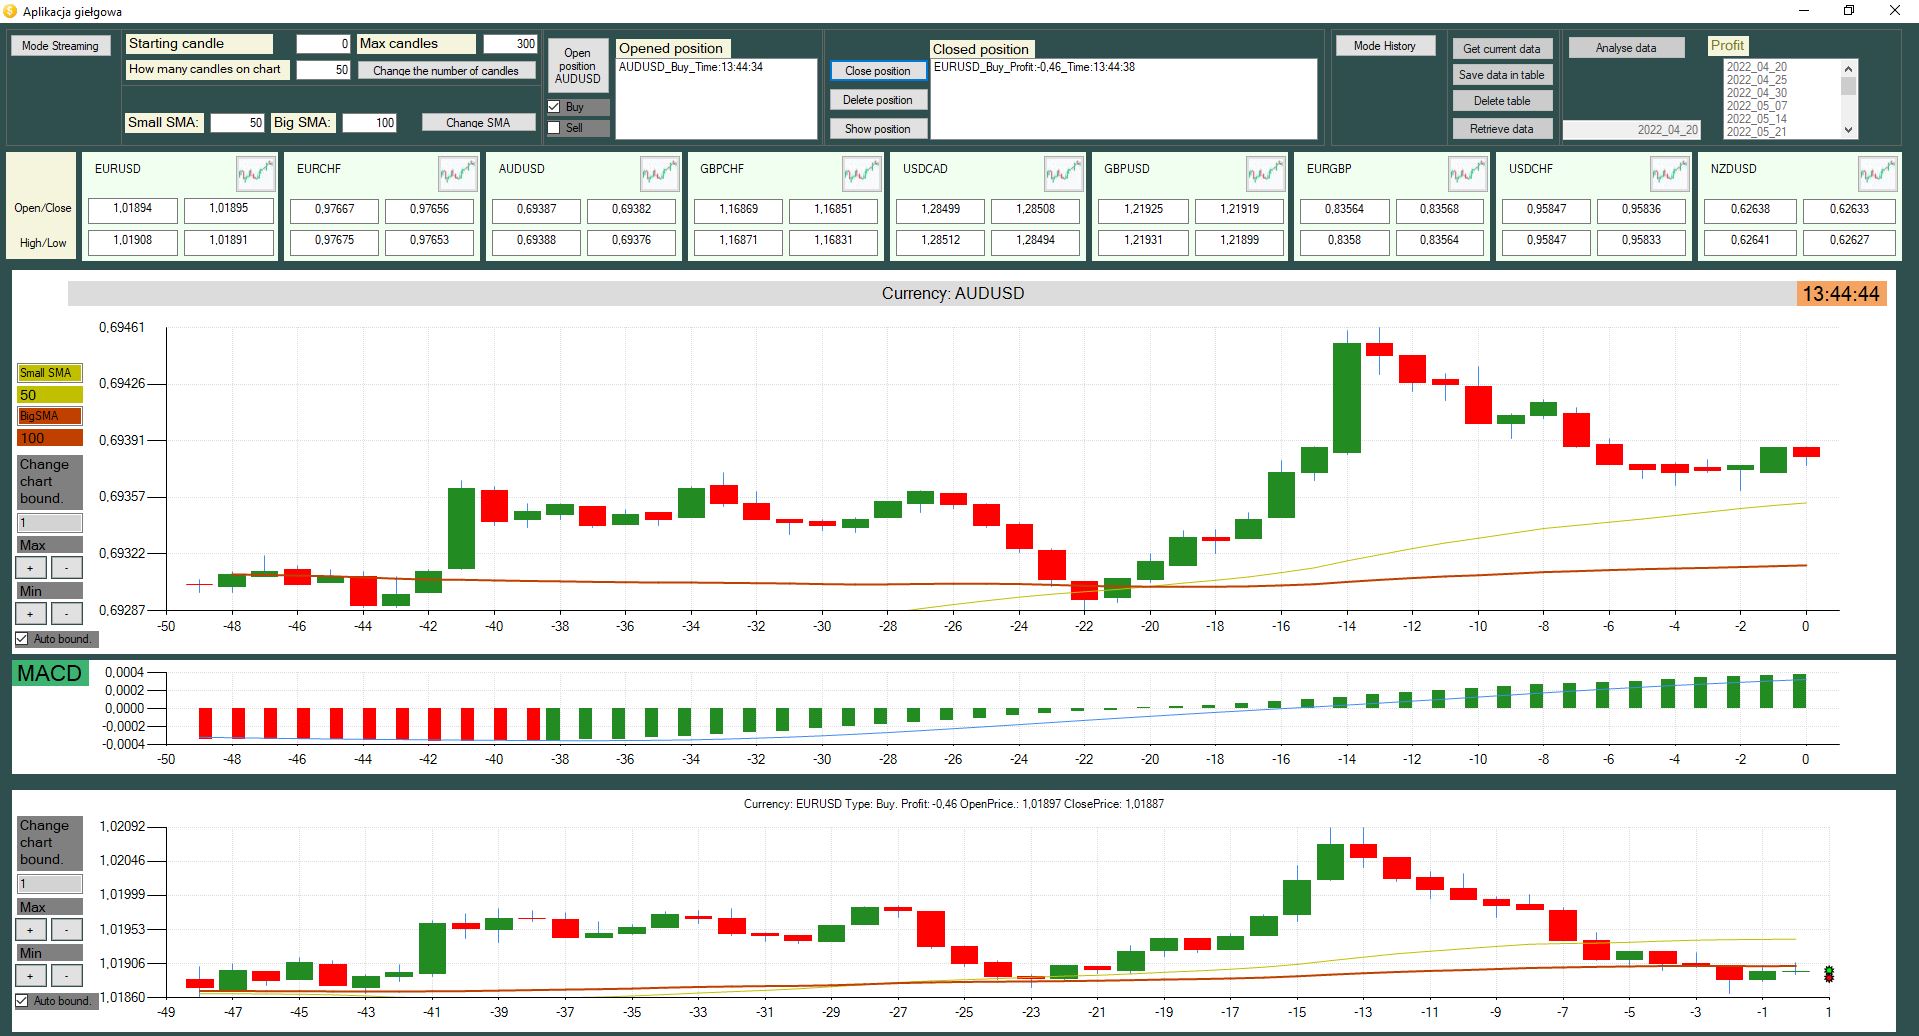 Aplikacja giełgowa
Mode Streaming
Starting candle
0
Max candles
300
How many candles on chart
50
Change the number of candles
Small SMA:
50
Big SMA:
100
Change SMA
Open
position
AUDUSD
Buy
Sell
Opened position
AUDUSD_Buy_Time:13:44:34
Close position
Delete position
Show position
Closed position
EURUSD_Buy_Profit:-0,46_Time:13:44:38
Mode History
Get current data
Save data in table
Delete table
Retrieve data
Analyse data
2022_04_20
Profit
2022_04_20
2022_04_25
2022_04_30
2022_05_07
2022_05_14
2022_05_21
Open/Close
High/Low
EURUSD
1,01894 1,01895
1,01908 1,01891
EURCHF
0,97667 0,97656
0,97675 0,97653
AUDUSD
0,69387 0,69382
0,69388 0,69376
GBPCHF
1,16869 1,16851
1,16871 1,16831
USDCAD
1,28499 1,28508
1,28512 1,28494
GBPUSD
1,21925 1,21919
1,21931 1,21899
EURGBP
0,83564 0,83568
0,8358 0,83564
USDCHF
0,95847 0,95836
0,95847 0,95833
NZDUSD
0,62638 0,62633
0,62641 0,62627
Currency: AUDUSD
13:44:44
Small SMA
50
BigSMA
100
Change
chart
bound.
1
Max
+ -
Min
+ -
Auto bound.
0,69461
0,69426
0,69391
0,69357
0,69322
0,69287
-50 -48 -46 -44 -42 -40 -38 -36 -34 -32 -30 -28 -26 -24 -22 -20 -18 -16 -14 -12 -10 -8 -6 -4 -2 0
MACD
0,0004
0,0002
0,0000
-0,0002
-0,0004
-50 -48 -46 -44 -42 -40 -38 -36 -34 -32 -30 -28 -26 -24 -22 -20 -18 -16 -14 -12 -10 -8 -6 -4 -2 0
Currency: EURUSD Type: Buy. Profit: -0,46 OpenPrice.: 1,01897 ClosePrice: 1,01887
Change
chart
bound.
1
Max
+ -
Min
+ -
Auto bound.
1,02092
1,02046
1,01999
1,01953
1,01906
1,01860
-49 -47 -45 -43 -41 -39 -37 -35 -33 -31 -29 -27 -25 -23 -21 -19 -17 -15 -13 -11 -9 -7 -5 -3 -1 1